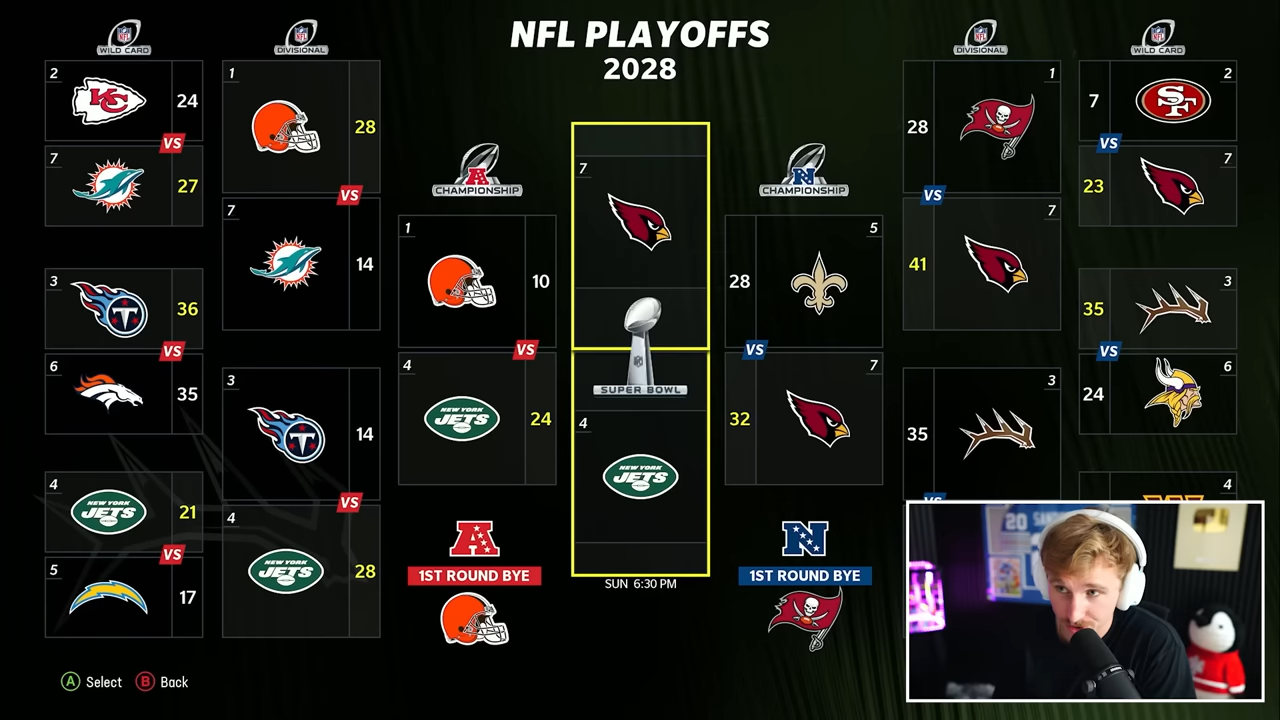 NFL PLAYOFFS
2028
WILD CARD
DIVISIONAL
DIVISIONAL
WILD CARD
2
KC
24
VS
7
27
3
T
36
VS
6
35
4
NEW YORK
JETS
21
VS
5
17
1
28
VS
7
14
3
T
14
VS
4
NEW YORK
JETS
28
A
CHAMPIONSHIP
1
10
VS
4
NEW YORK
JETS
24
A
1ST ROUND BYE
7
SUPER BOWL
4
NEW YORK
JETS
SUN 6:30 PM
N
CHAMPIONSHIP
5
28
VS
7
32
N
1ST ROUND BYE
1
28
VS
7
41
3
35
VS
2
SF
7
VS
7
23
3
35
VS
6
24
4
20
A Select
B Back